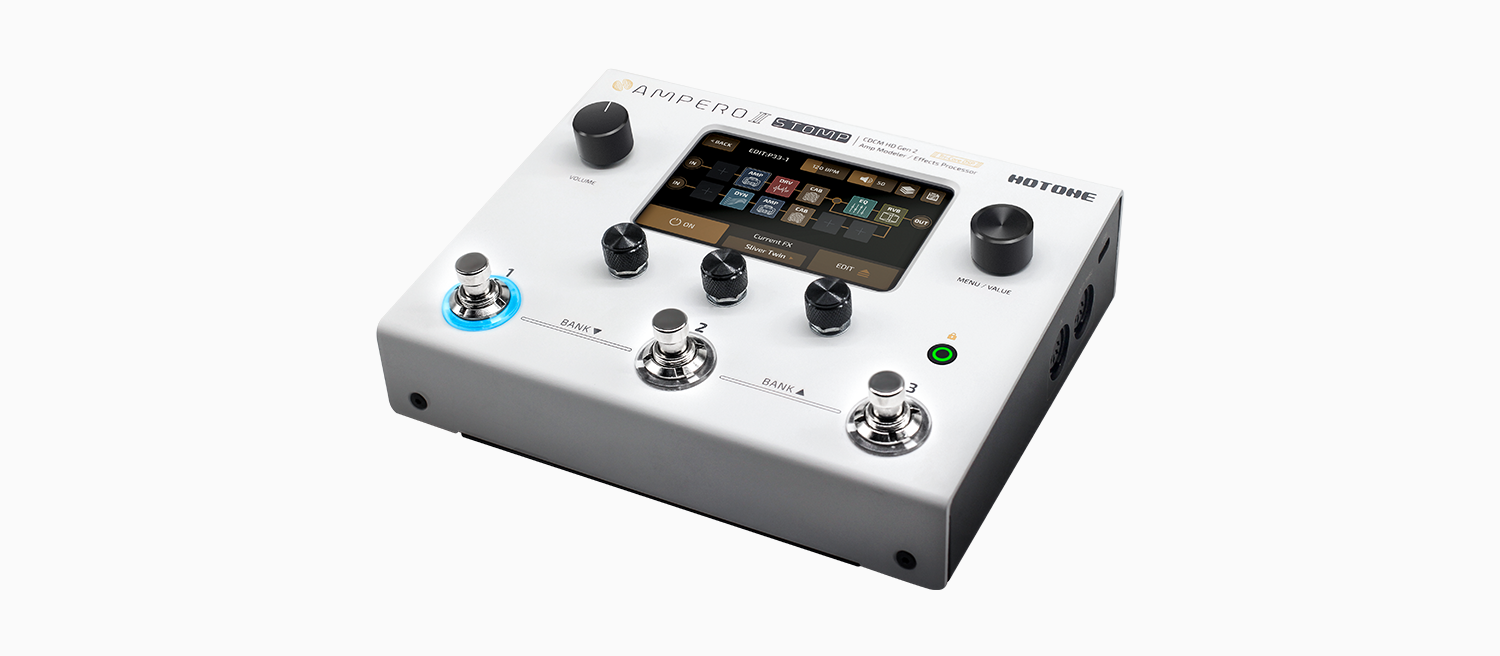 AMPERO II STOMP
CDCM HD Gen 2
Amp Modeler / Effects Processor
HOTONE
VOLUME
< BACK
EDIT:P33-1
120 BPM
50
IN
AMP
DRV
CAB
EQ
RVB
OUT
IN
DYN
AMP
CAB
ON
Current FX
Sliver Twin
EDIT
MENU / VALUE
1
BANK ▼
2
BANK ▲
3